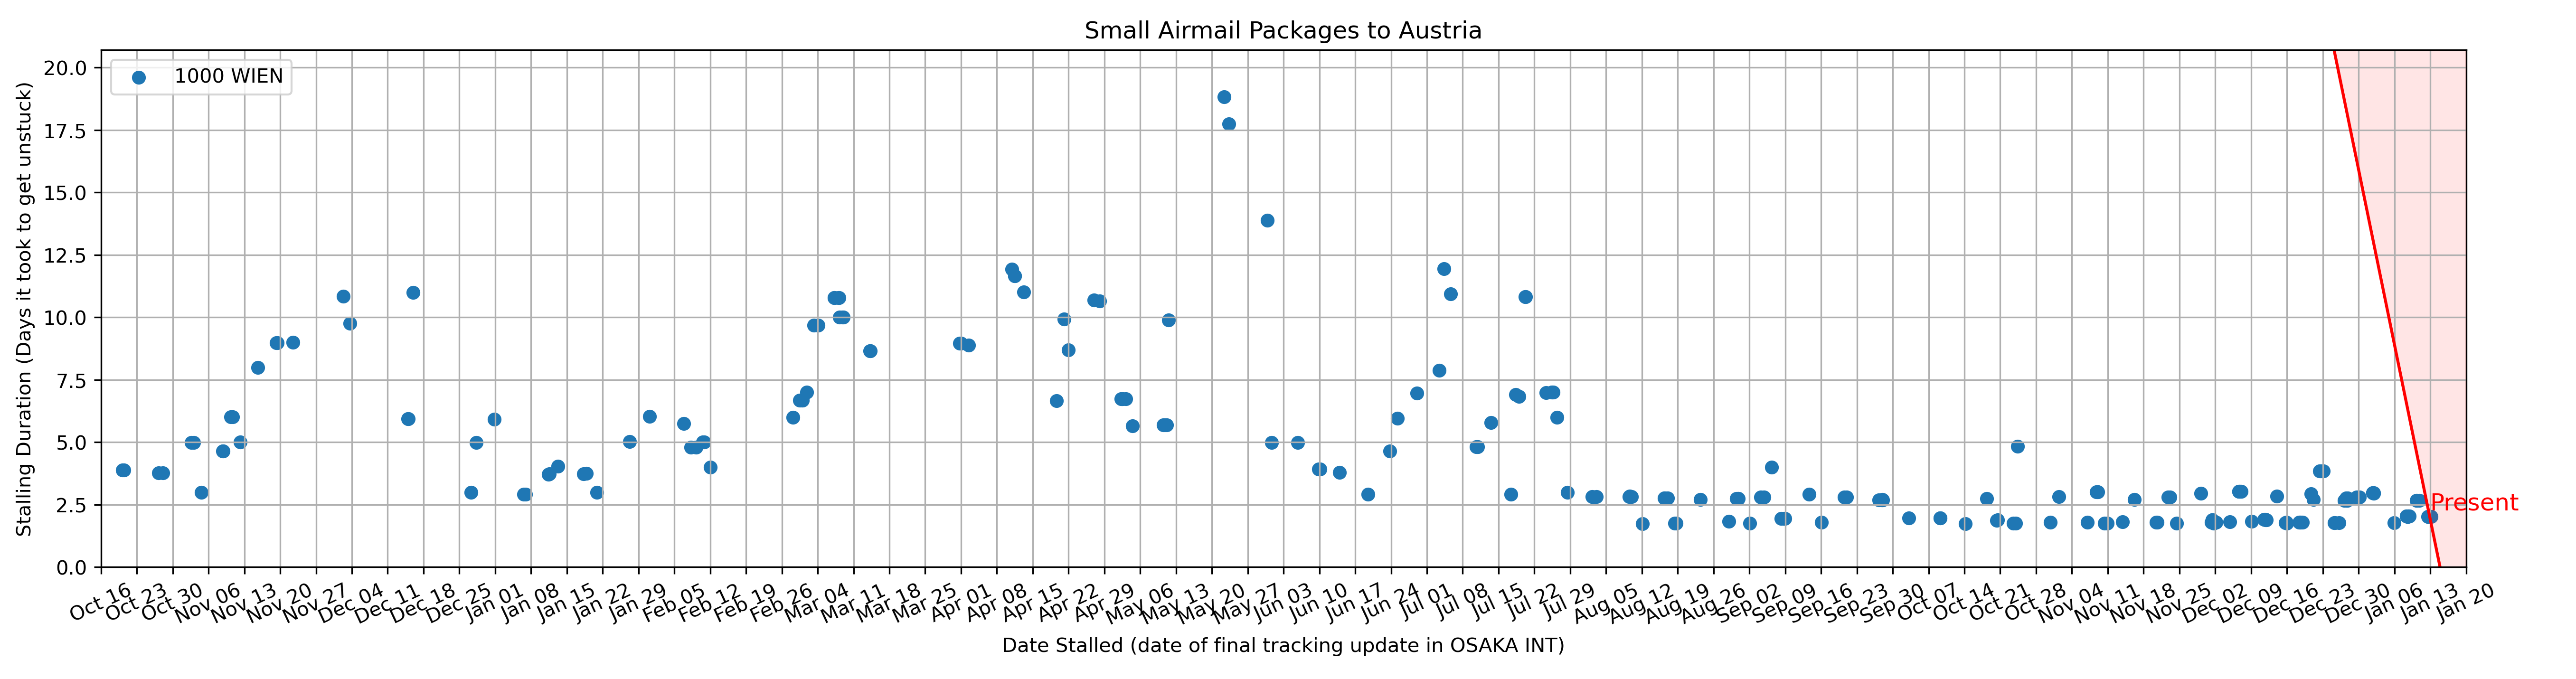 Small Airmail Packages to Austria
1000 WIEN
20.0
17.5
15.0
12.5
10.0
7.5
5.0
2.5
0.0
Stalling Duration (Days it took to get unstuck)
Present
Oct 16
Oct 23
Oct 30
Nov 06
Nov 13
Nov 20
Nov 27
Dec 04
Dec 11
Dec 18
Dec 25
Jan 01
Jan 08
Jan 15
Jan 22
Jan 29
Feb 05
Feb 12
Feb 19
Feb 26
Mar 04
Mar 11
Mar 18
Mar 25
Apr 01
Apr 08
Apr 15
Apr 22
Apr 29
May 06
May 13
May 20
May 27
Jun 03
Jun 10
Jun 17
Jun 24
Jul 01
Jul 08
Jul 15
Jul 22
Jul 29
Aug 05
Aug 12
Aug 19
Aug 26
Sep 02
Sep 09
Sep 16
Sep 23
Sep 30
Oct 07
Oct 14
Oct 21
Oct 28
Nov 04
Nov 11
Nov 18
Nov 25
Dec 02
Dec 09
Dec 16
Dec 23
Dec 30
Jan 06
Jan 13
Jan 20
Date Stalled (date of final tracking update in OSAKA INT)